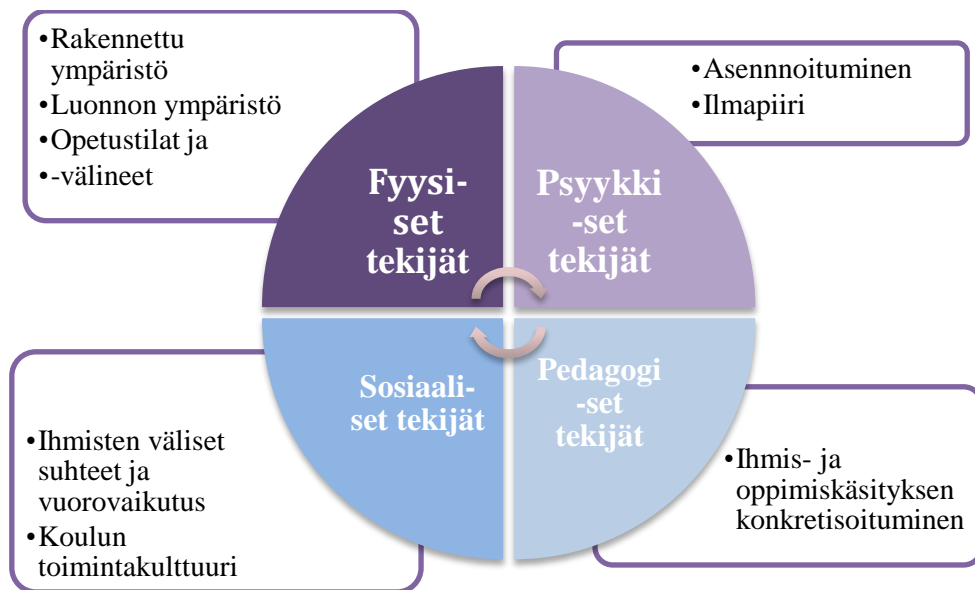 •Rakennettu
ympäristö
•Luonnon ympäristö
•Opetustilat ja
•-välineet
•Asennnoituminen
•Ilmapiiri
Fyysi-
set
tekijät
Psyykki
-set
tekijät
Sosiaali-
set tekijät
Pedagogi
-set
tekijät
•Ihmisten väliset
suhteet ja
vuorovaikutus
•Koulun
toimintakulttuuri
•Ihmis- ja
oppimiskäsityksen
konkretisoituminen